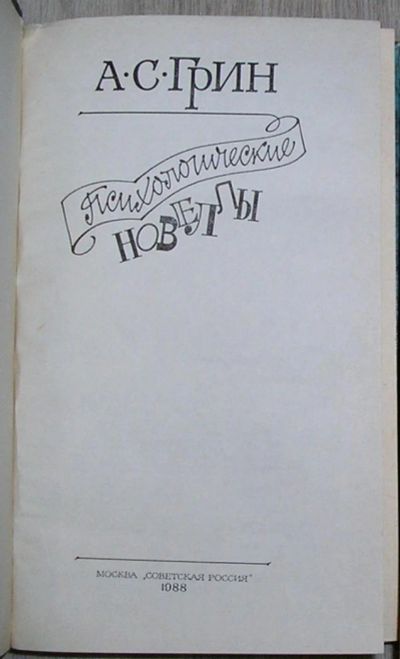 А·С·ГРИН
Психологические
НОВЕЛЛЫ
МОСКВА „СОВЕТСКАЯ РОССИЯ"
1988